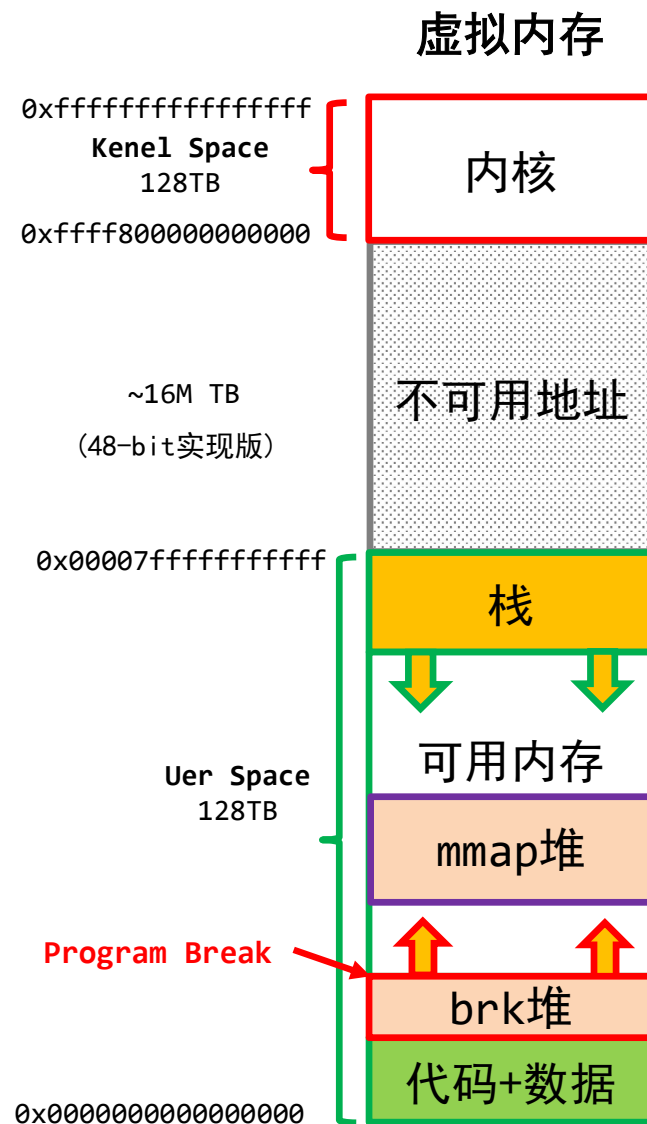 虚拟内存
0xffffffffffffffff
Kenel Space
128TB
内核
0xffff800000000000
~16M TB
（48-bit实现版）
不可用地址
0x00007fffffffffff
栈
可用内存
Uer Space
128TB
mmap堆
Program Break
brk堆
代码+数据
0x0000000000000000